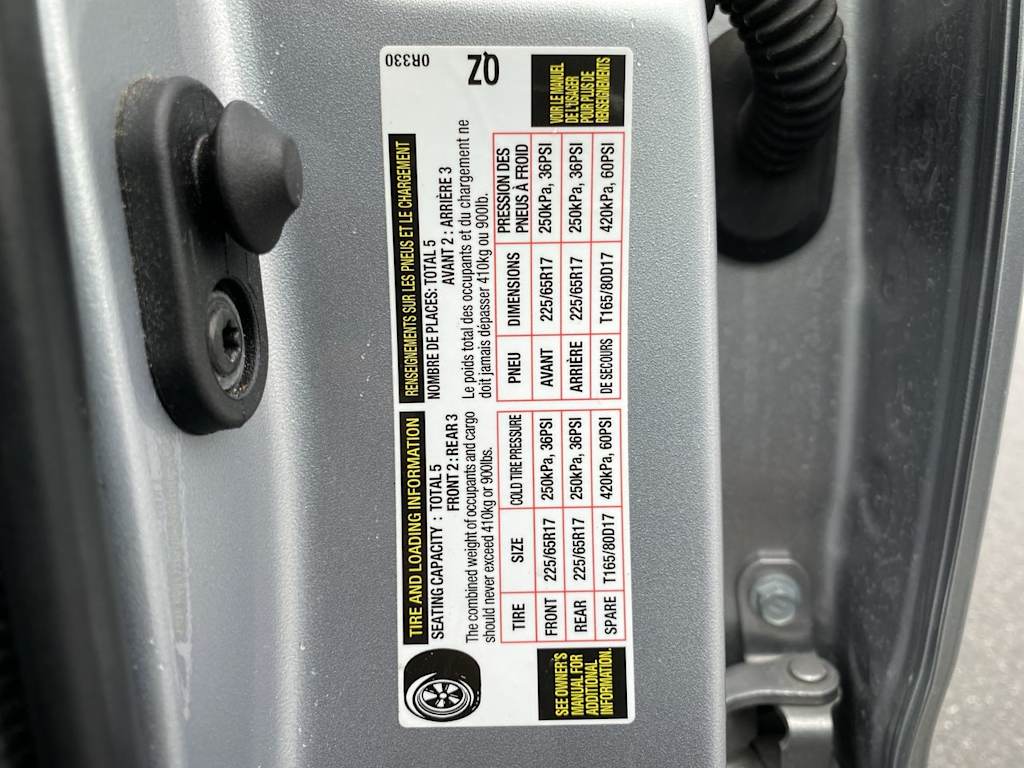 TIRE AND LOADING INFORMATION
SEATING CAPACITY : TOTAL 5
FRONT 2 : REAR 3
The combined weight of occupants and cargo
should never exceed 410kg or 900lbs.
TIRE SIZE COLD TIRE PRESSURE
FRONT 225/65R17 250kPa, 36PSI
REAR 225/65R17 250kPa, 36PSI
SPARE T165/80D17 420kPa, 60PSI
SEE OWNER'S
MANUAL FOR
ADDITIONAL
INFORMATION.
RENSEIGNEMENTS SUR LES PNEUS ET LE CHARGEMENT
NOMBRE DE PLACES: TOTAL 5
AVANT 2 : ARRIÈRE 3
Le poids total des occupants et du chargement ne
doit jamais dépasser 410kg ou 900lb.
PNEU DIMENSIONS PRESSION DES
PNEUS À FROID
AVANT 225/65R17 250kPa, 36PSI
ARRIÈRE 225/65R17 250kPa, 36PSI
DE SECOURS T165/80D17 420kPa, 60PSI
VOIR LE MANUEL
DE L'USAGER
POUR PLUS DE
RENSEIGNEMENTS
0R330
QZ